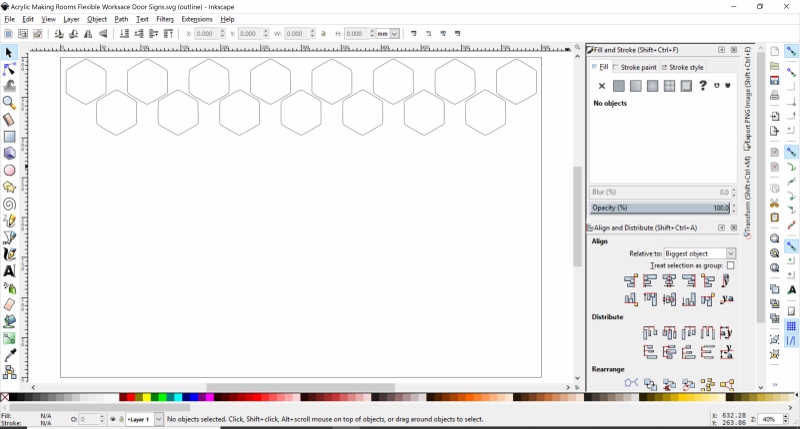 Acrylic Making Rooms Flexible Worksace Door Signs.svg (outline) - Inkscape
File Edit View Layer Object Path Text Filters Extensions Help
X: 0.000 Y: 0.000 W: 0.000 H: 0.000 mm
Fill and Stroke (Shift+Ctrl+F)
Fill Stroke paint Stroke style
No objects
Blur (%) 0.0
Opacity (%) 100.0
Export PNG Image (Shift+Ctrl+E)
Transform (Shift+Ctrl+M)
Align and Distribute (Shift+Ctrl+A)
Align
Relative to: Biggest object
Treat selection as group:
Distribute
Rearrange
Fill: N/A
Stroke: N/A
O: 0
Layer 1
No objects selected. Click, Shift+click, Alt+scroll mouse on top of objects, or drag around objects to select.
X: 632.28
Y: 263.86
Z: 40%